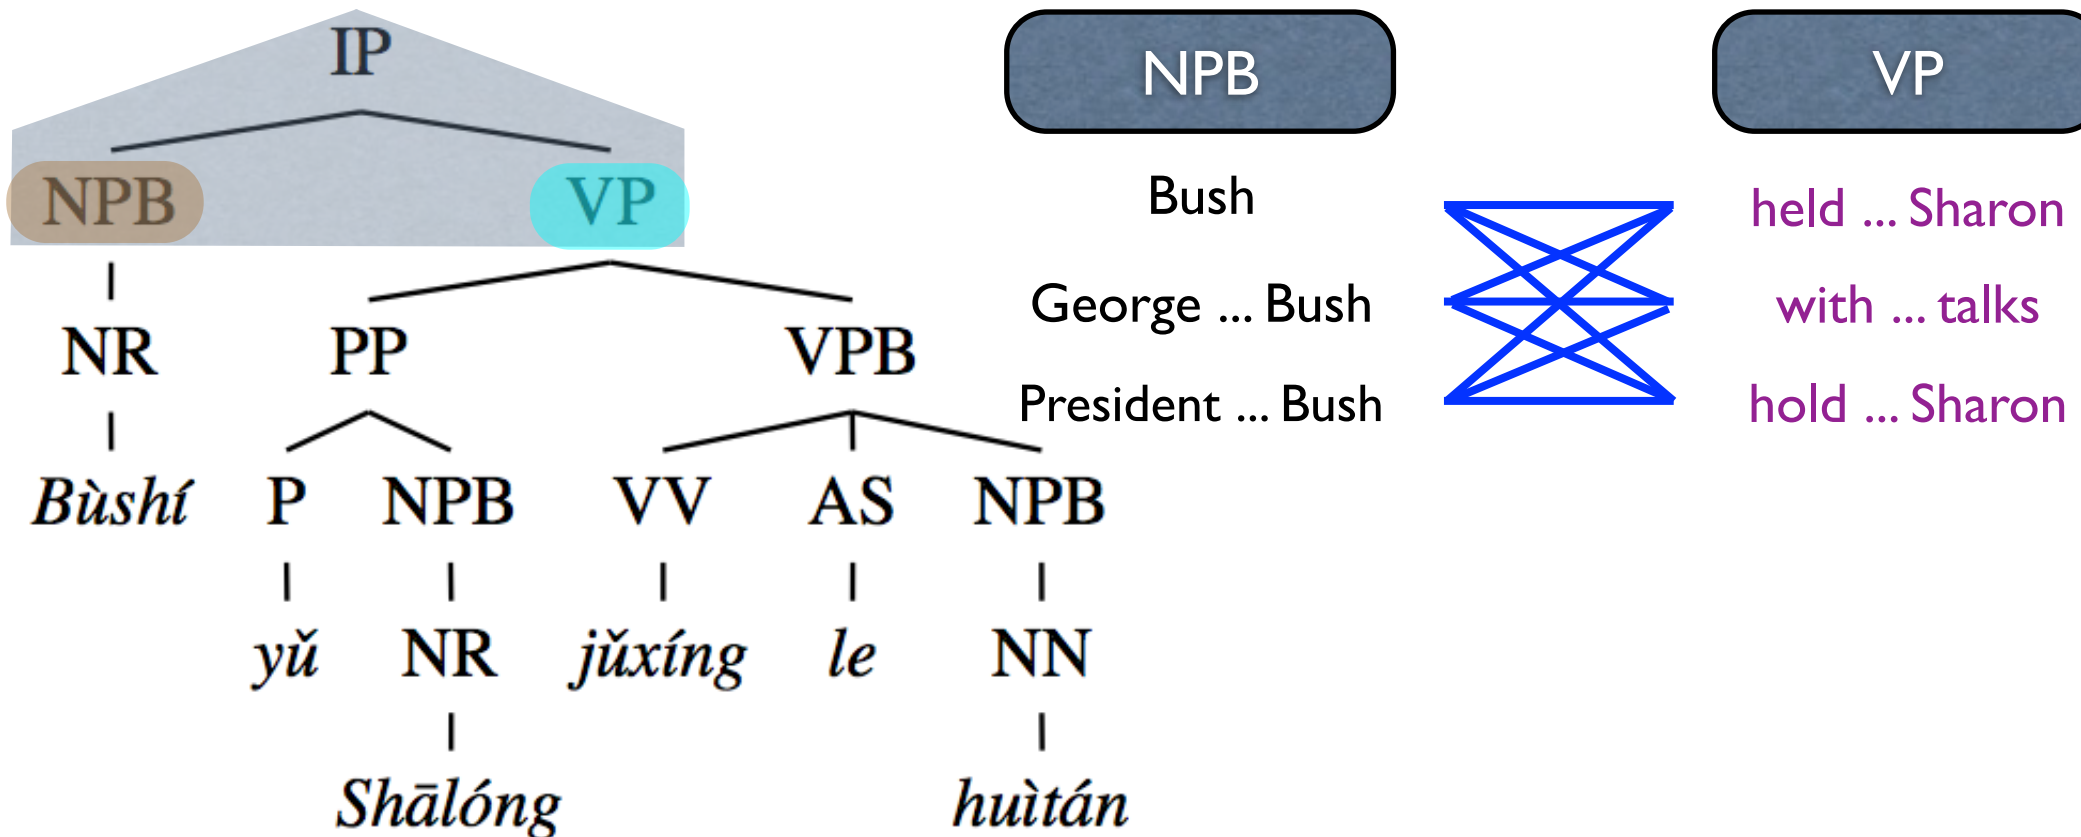 IP
NPB VP
NR PP VPB
Bùshí P NPB VV AS NPB
yǔ NR jǔxíng le NN
Shālóng huìtán
NPB VP
Bush held ... Sharon
George ... Bush with ... talks
President ... Bush hold ... Sharon